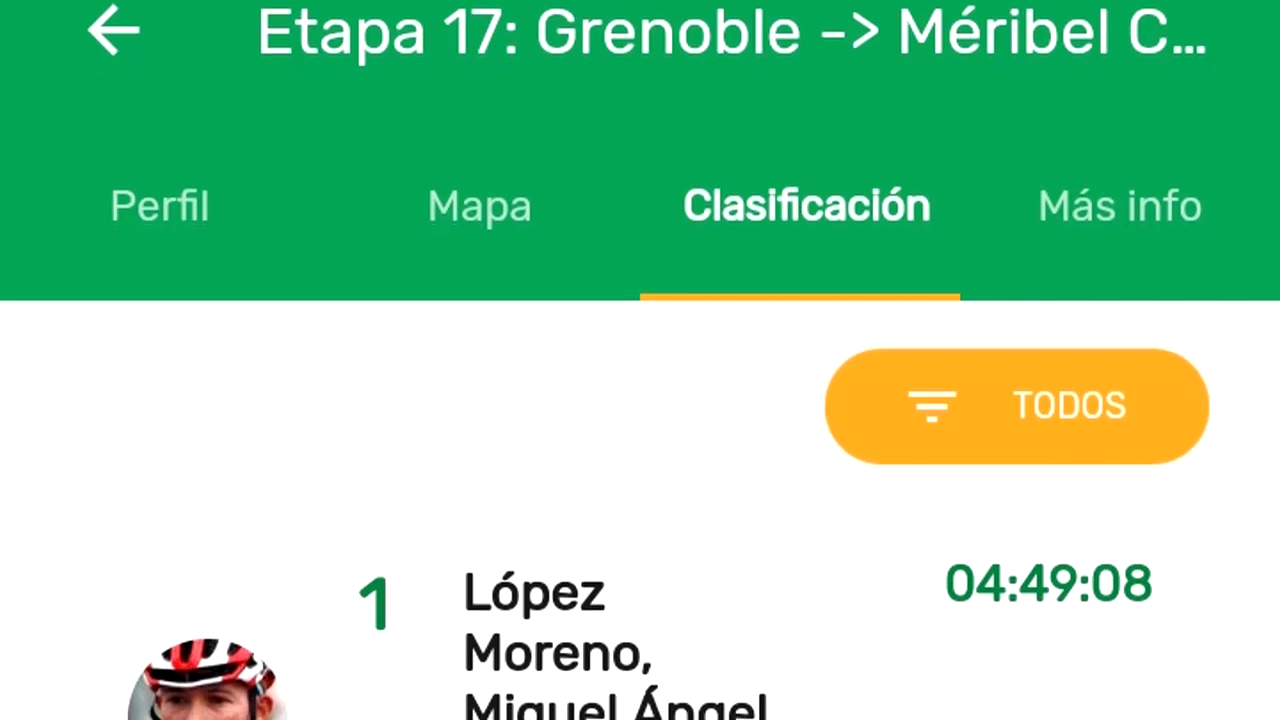 Etapa 17: Grenoble -> Méribel C...
Perfil
Mapa
Clasificación
Más info
TODOS
1
López
04:49:08
Moreno,
Miguel Ángel